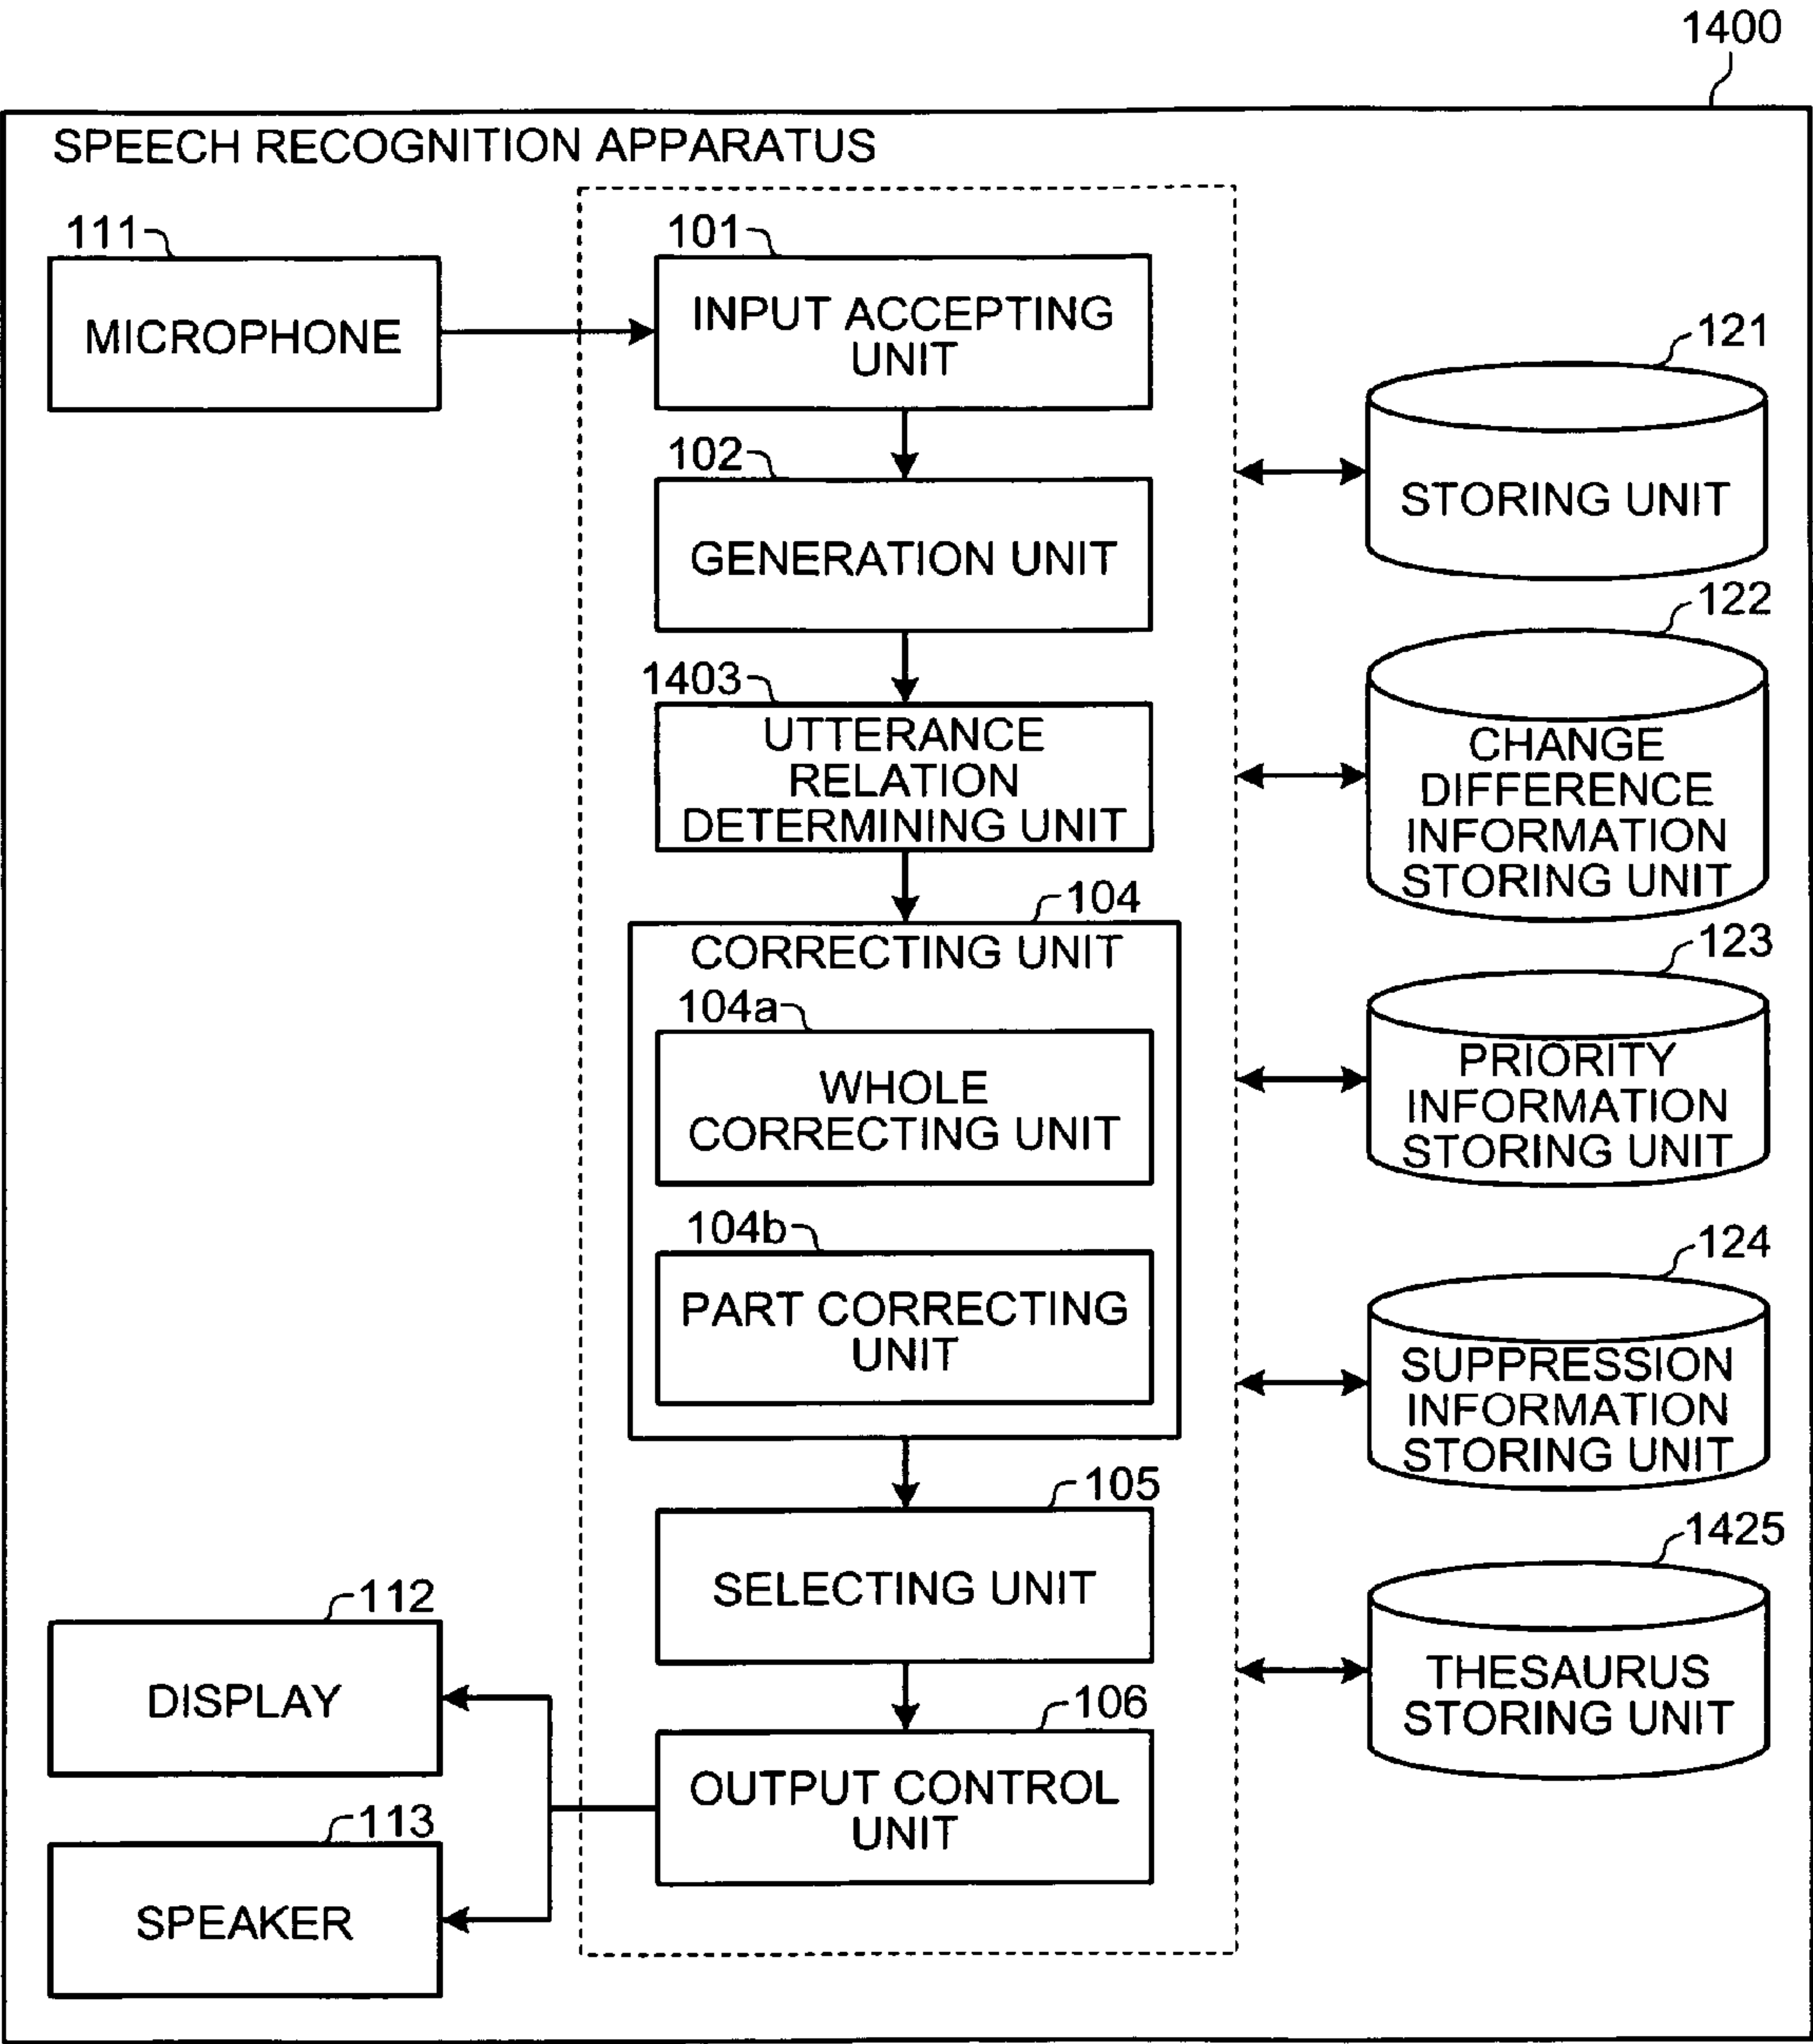 1400
SPEECH RECOGNITION APPARATUS
111
MICROPHONE
101
INPUT ACCEPTING
UNIT
102
GENERATION UNIT
1403
UTTERANCE
RELATION
DETERMINING UNIT
104
CORRECTING UNIT
104a
WHOLE
CORRECTING UNIT
104b
PART CORRECTING
UNIT
105
SELECTING UNIT
106
OUTPUT CONTROL
UNIT
112
DISPLAY
113
SPEAKER
121
STORING UNIT
122
CHANGE
DIFFERENCE
INFORMATION
STORING UNIT
123
PRIORITY
INFORMATION
STORING UNIT
124
SUPPRESSION
INFORMATION
STORING UNIT
1425
THESAURUS
STORING UNIT